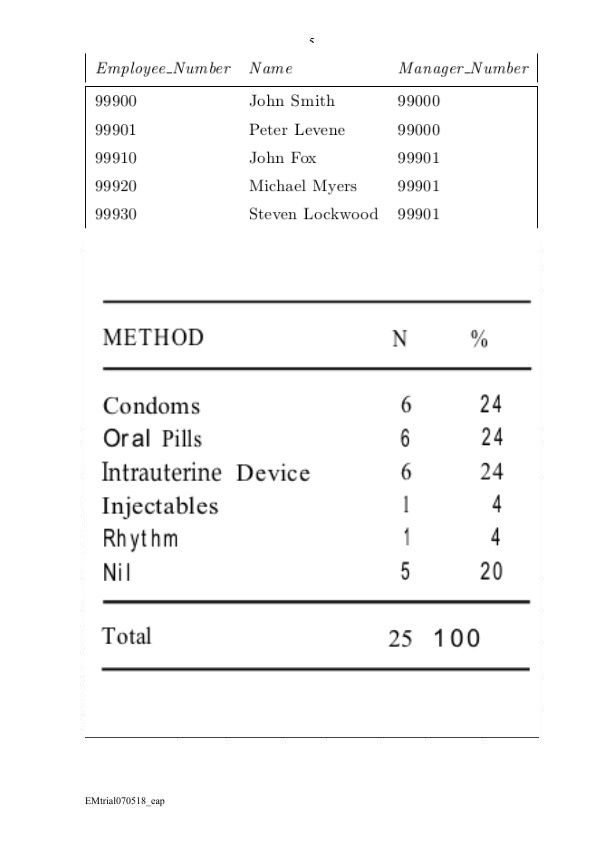 Employee_Number Name Manager_Number
99900 John Smith 99000
99901 Peter Levene 99000
99910 John Fox 99901
99920 Michael Myers 99901
99930 Steven Lockwood 99901
METHOD N %
Condoms 6 24
Oral Pills 6 24
Intrauterine Device 6 24
Injectables 1 4
Rhythm 1 4
Nil 5 20
Total 25 100
EMtrial070518_eap